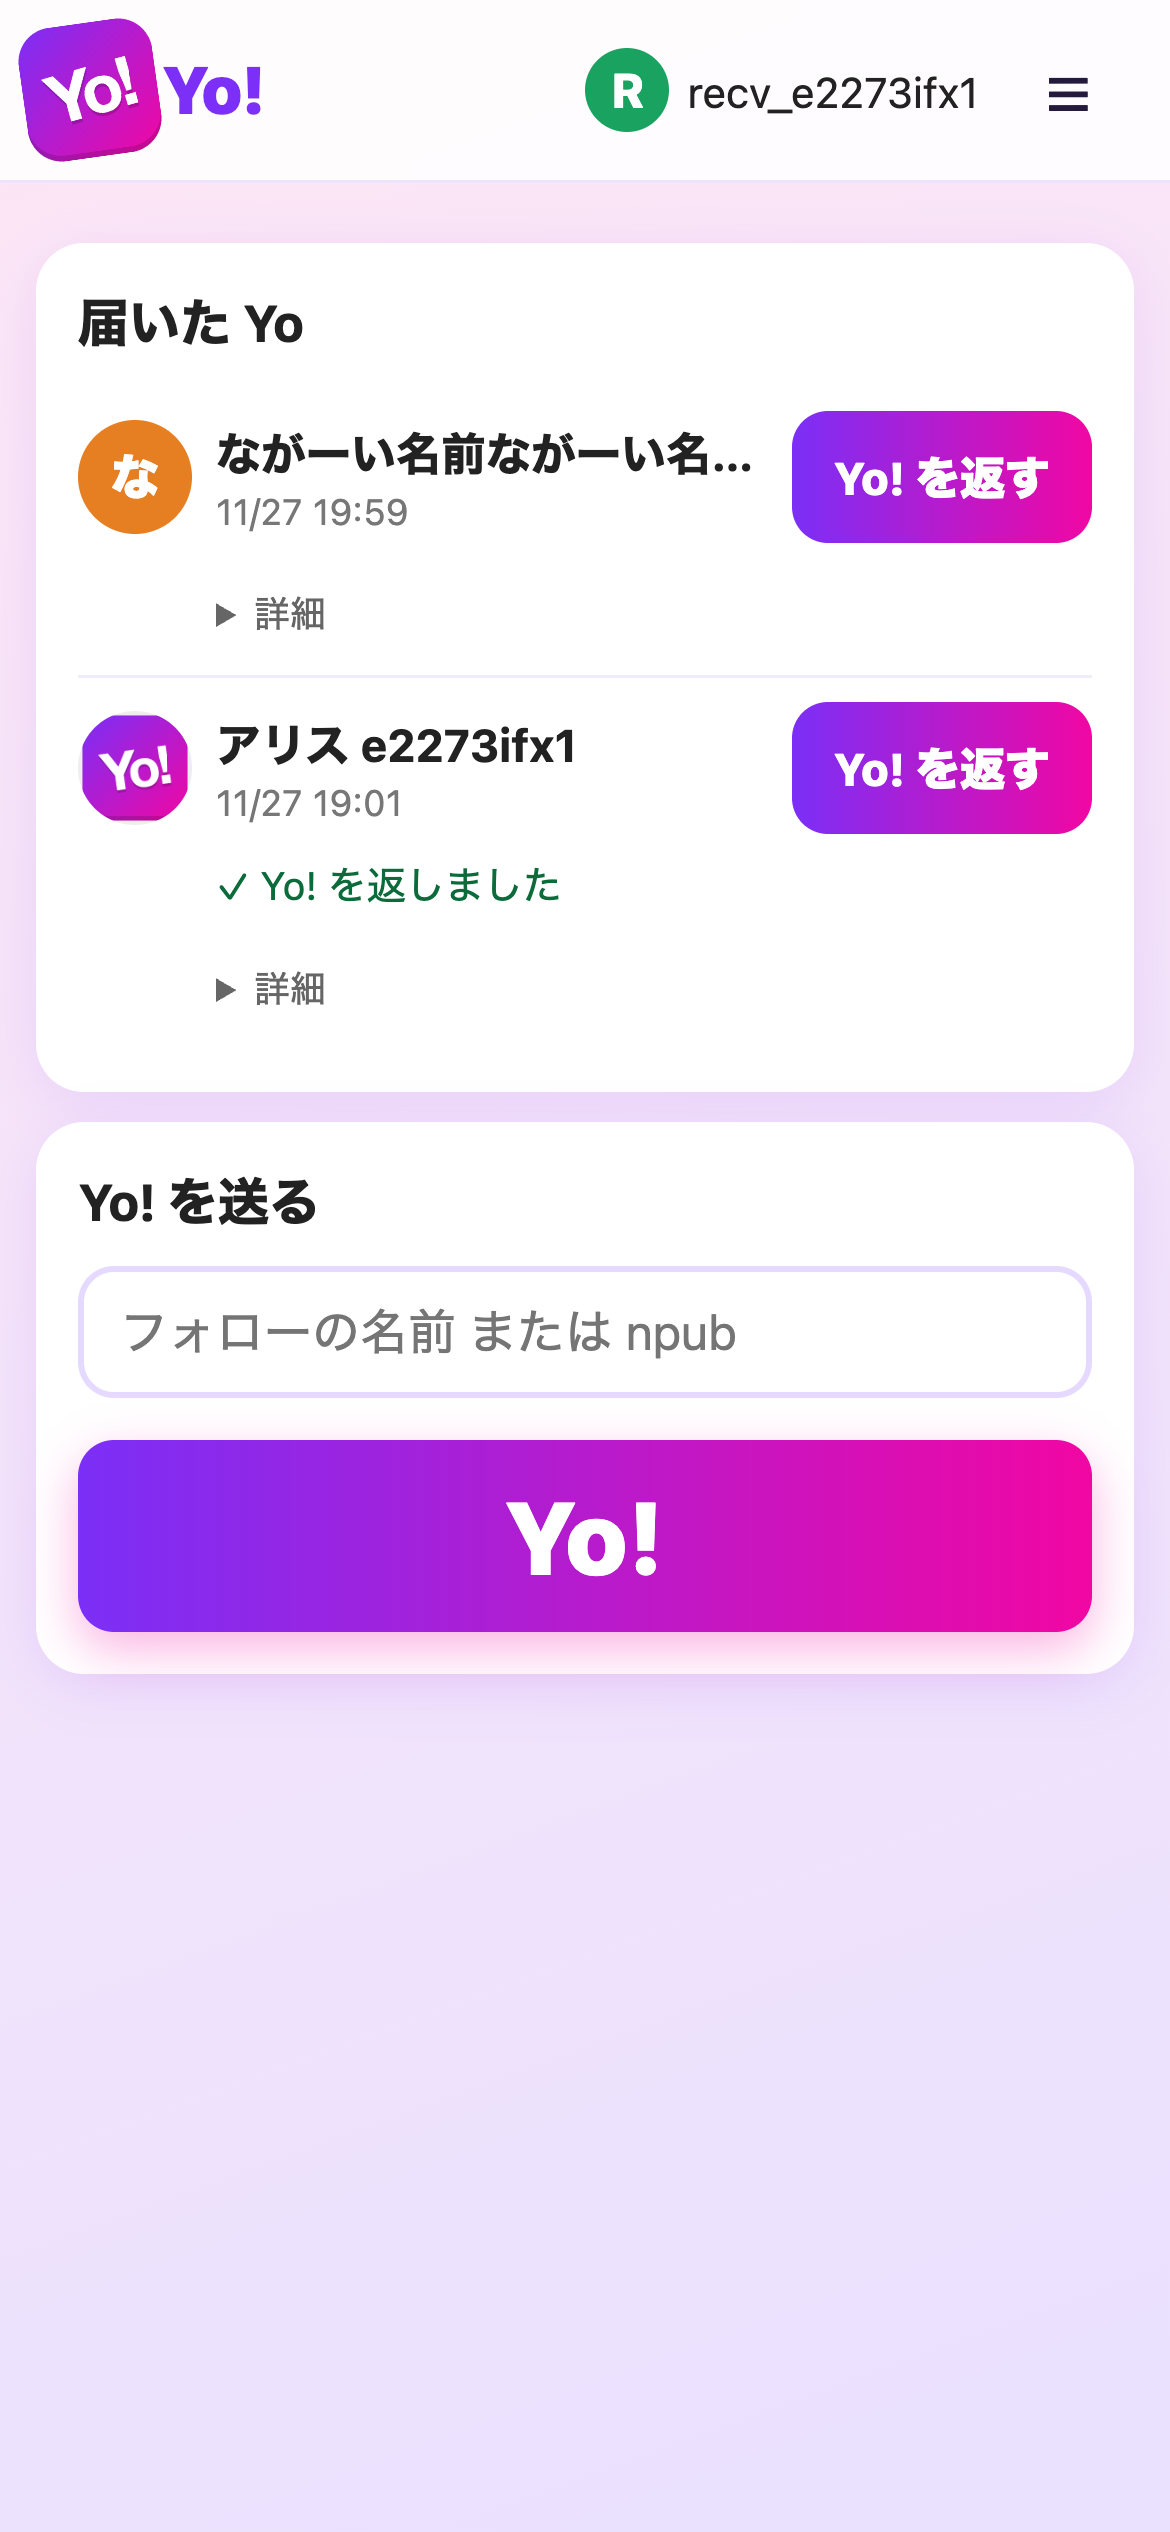 Yo! Yo!
R recv_e2273ifx1
届いた Yo
な
ながーい名前ながーい名...
11/27 19:59
Yo! を返す
▶ 詳細
Yo!
アリス e2273ifx1
11/27 19:01
Yo! を返す
✓ Yo! を返しました
▶ 詳細
Yo! を送る
フォローの名前 または npub
Yo!